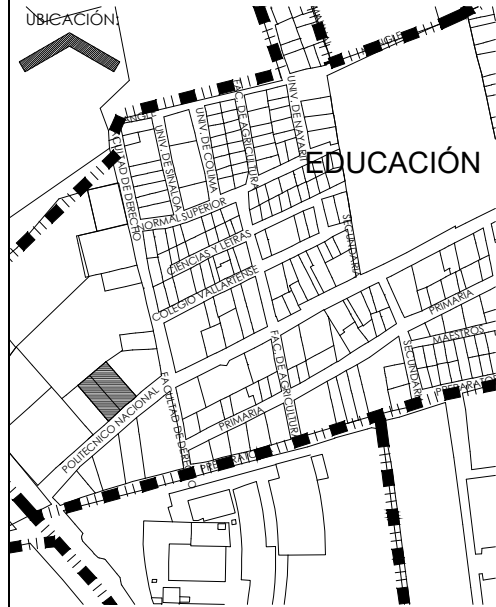 UBICACIÓN:
UNIV. DE NAYARIT
FAC. DE AGRICULTURA
UNIV. DE COLIMA
UNIV. DE SINALOA
FACULTAD DE DERECHO
EDUCACIÓN
NORMAL SUPERIOR
CIENCIAS Y LETRAS
SECUNDARIA
COLEGIO VALLARTENSE
PRIMARIA
MAESTROS
FAC. DE AGRICULTURA
SECUNDARIA
FACULTAD DE DERECHO
POLITECNICO NACIONAL
PRIMARIA